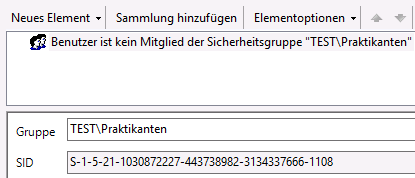 Neues Element Sammlung hinzufügen Elementoptionen
Benutzer ist kein Mitglied der Sicherheitsgruppe "TEST\Praktikanten"
Gruppe TEST\Praktikanten
SID S-1-5-21-1030872227-443738982-3134337666-1108